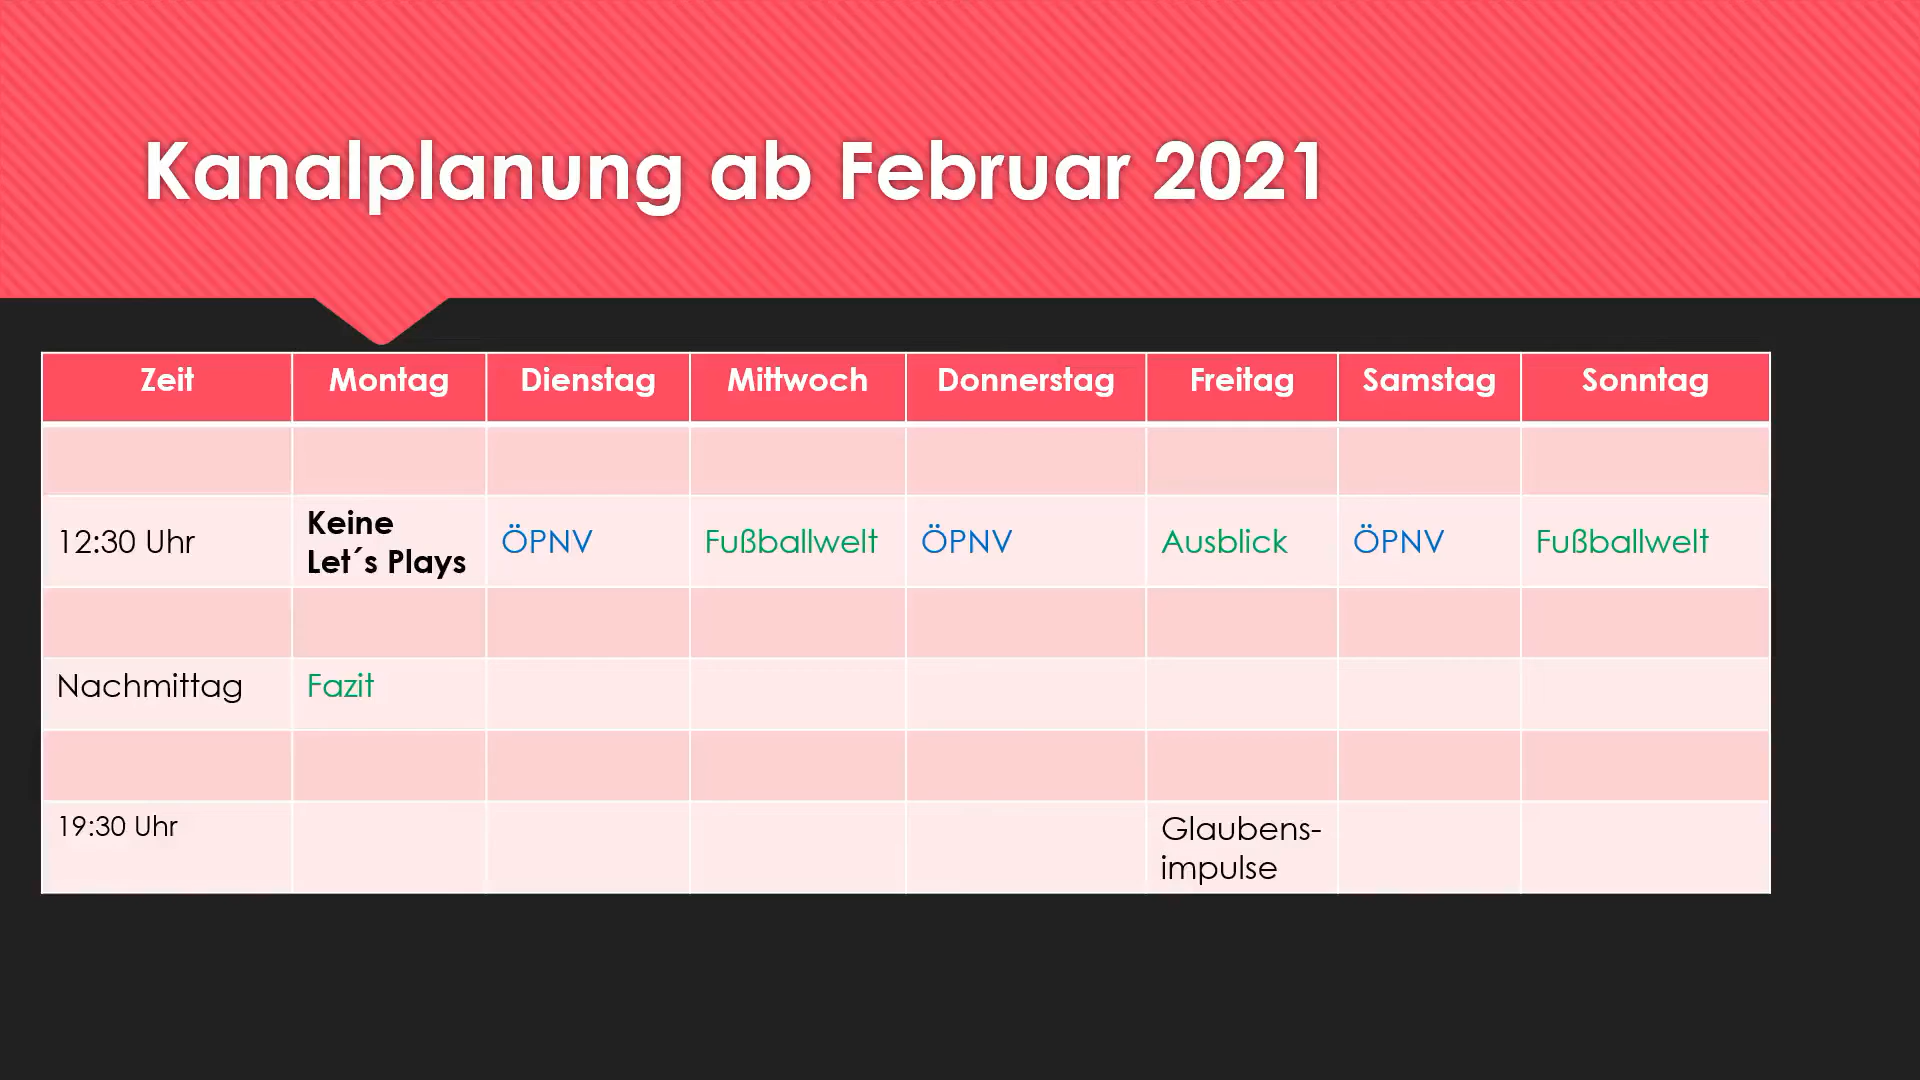 Kanalplanung ab Februar 2021
Zeit Montag Dienstag Mittwoch Donnerstag Freitag Samstag Sonntag
12:30 Uhr Keine Let´s Plays ÖPNV Fußballwelt ÖPNV Ausblick ÖPNV Fußballwelt
Nachmittag Fazit
19:30 Uhr Glaubens-
impulse